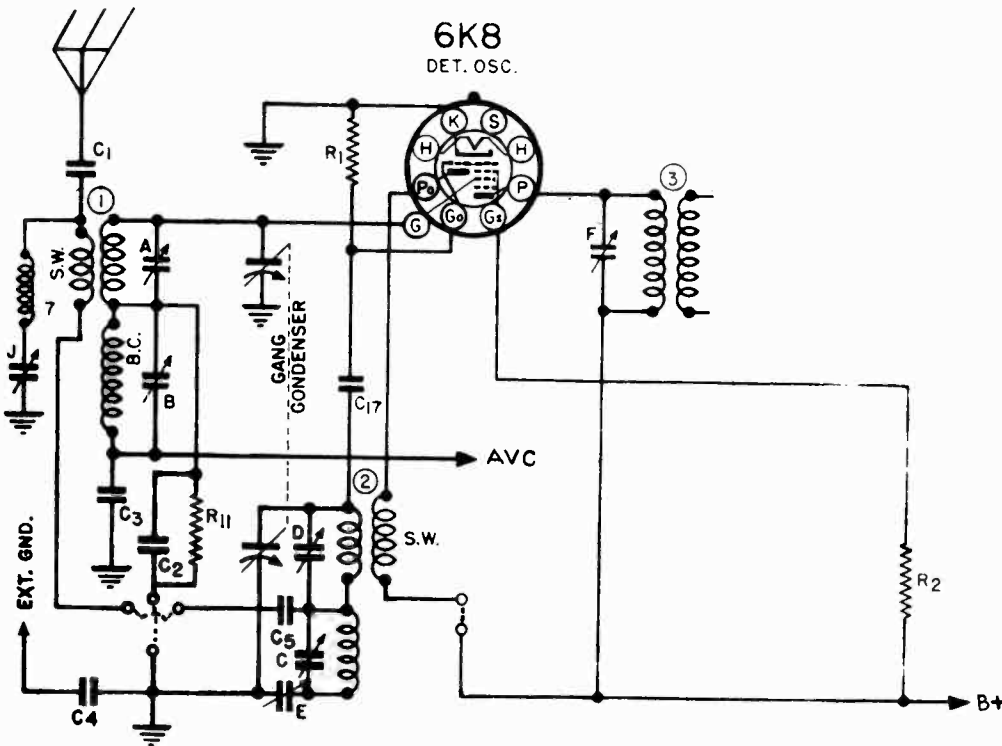 6K8
DET. OSC.
C1
1
S.W.
7
A
B.C.
B
R1
K
S
H
H
Po
P
G
Go
Gs
3
F
GANG
GONDENSER
C17
AVC
2
C3
C2
R11
EXT. GND.
D
S.W.
C5
C
E
C4
R2
B+